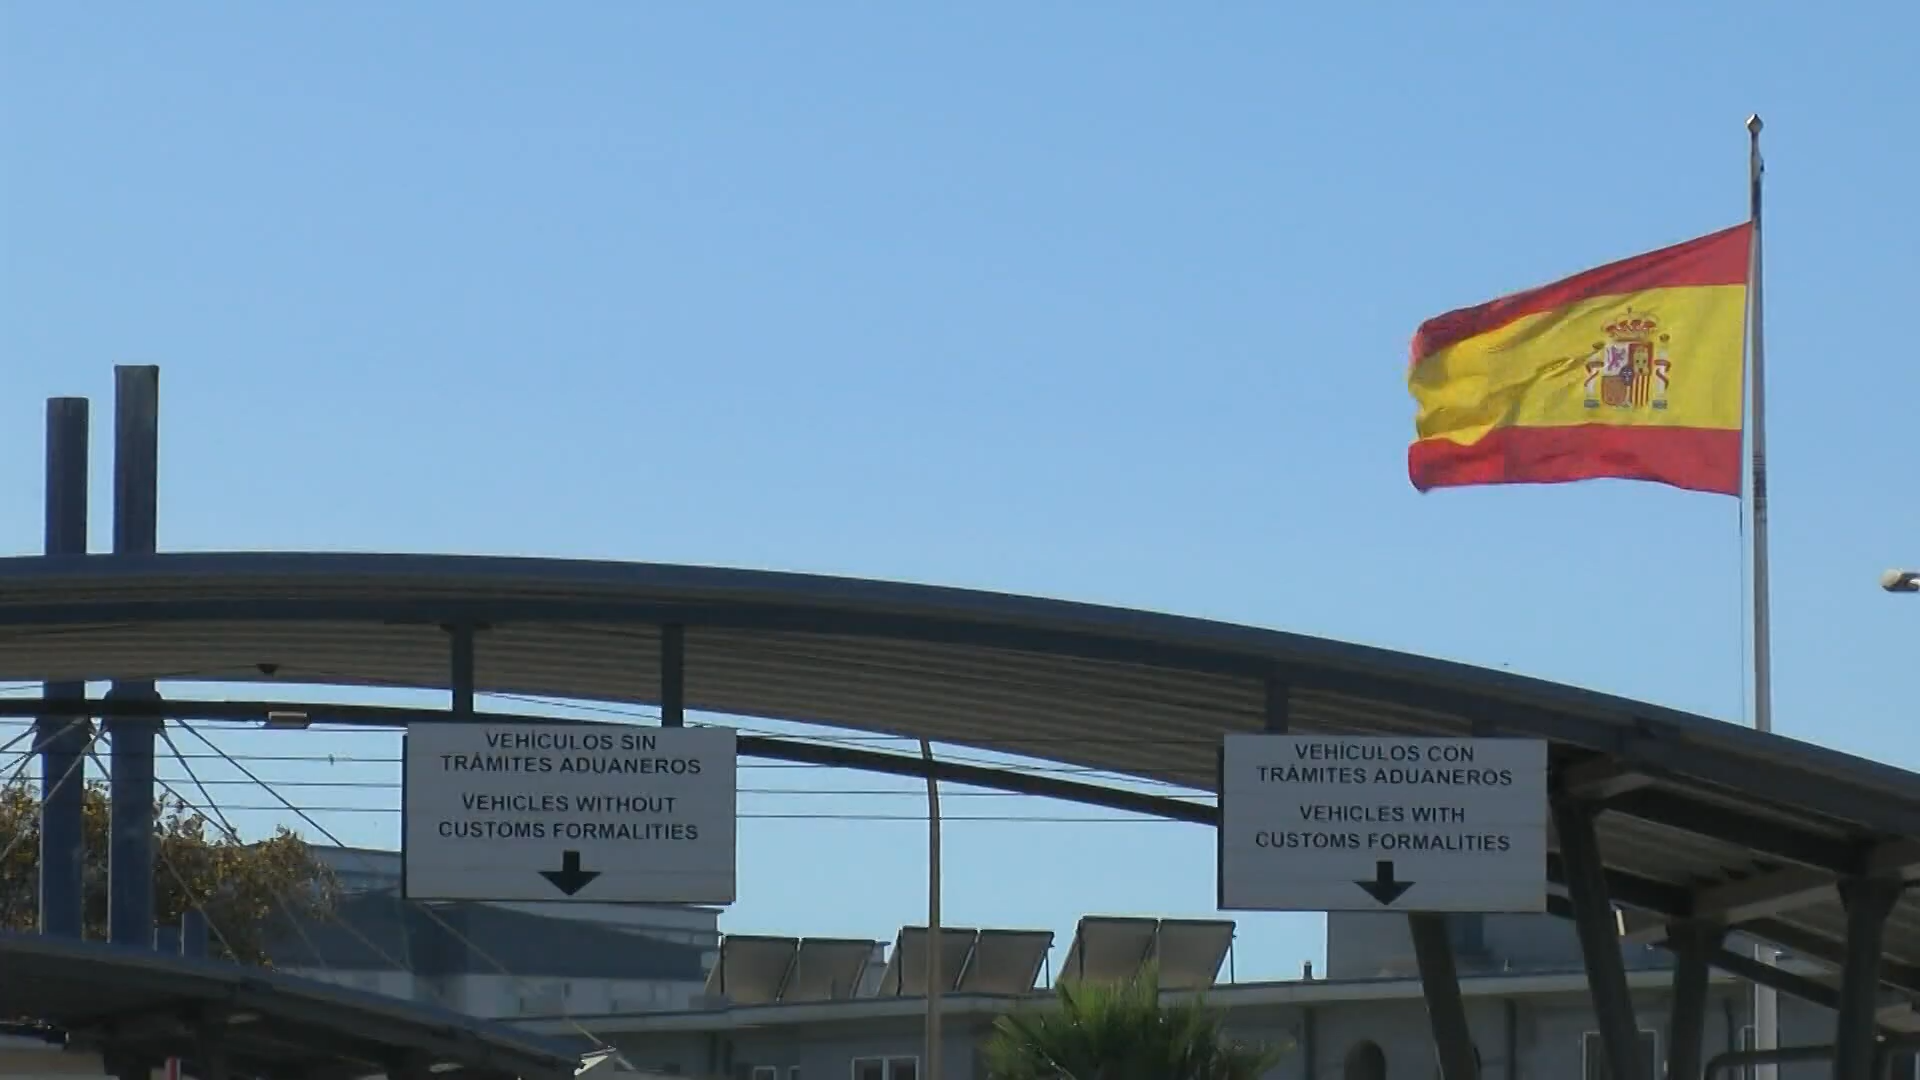 VEHÍCULOS SIN
TRÁMITES ADUANEROS
VEHICLES WITHOUT
CUSTOMS FORMALITIES
VEHÍCULOS CON
TRÁMITES ADUANEROS
VEHICLES WITH
CUSTOMS FORMALITIES